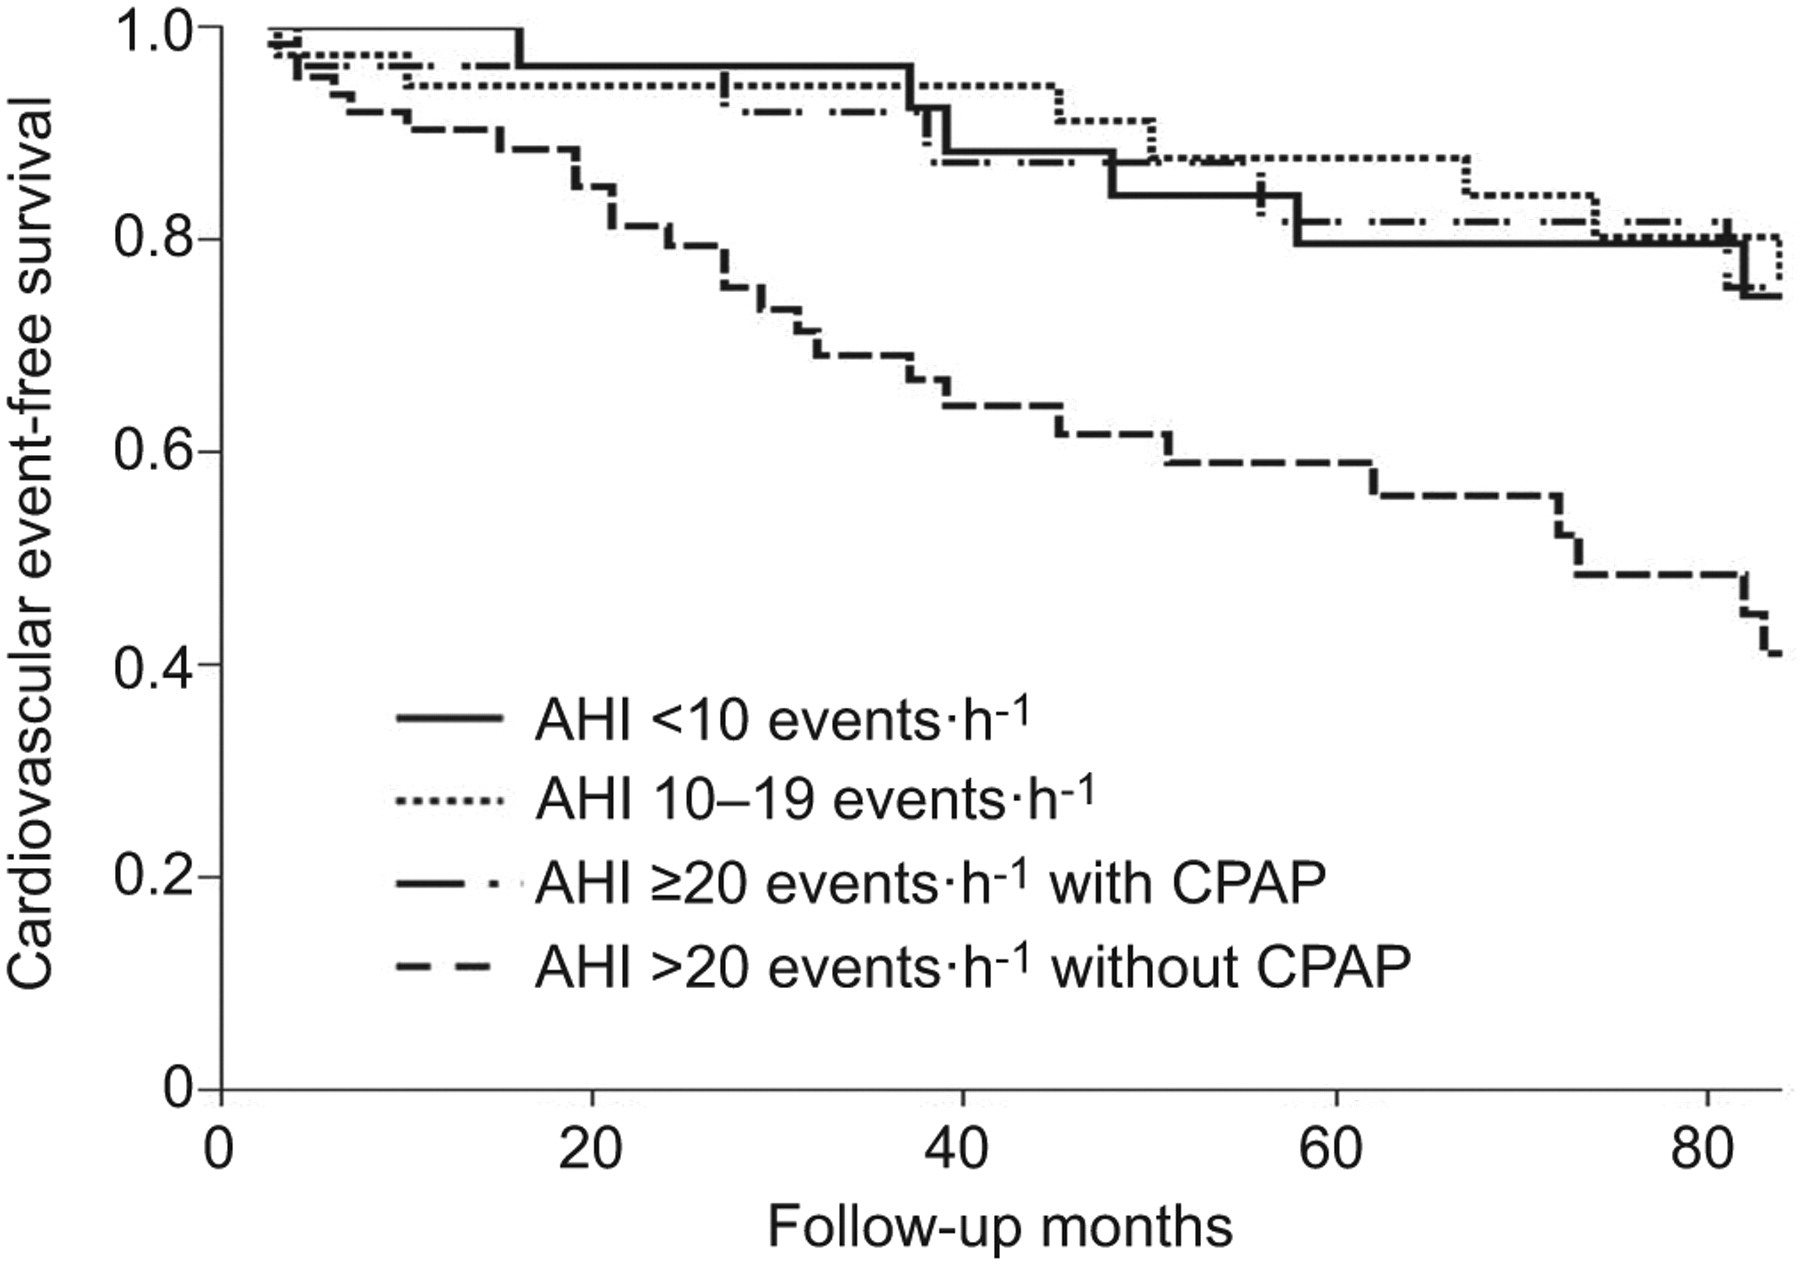 Cardiovascular event-free survival
1.0
0.8
0.6
0.4
0.2
0
AHI <10 events·h-1
AHI 10–19 events·h-1
AHI ≥20 events·h-1 with CPAP
AHI >20 events·h-1 without CPAP
0 20 40 60 80
Follow-up months